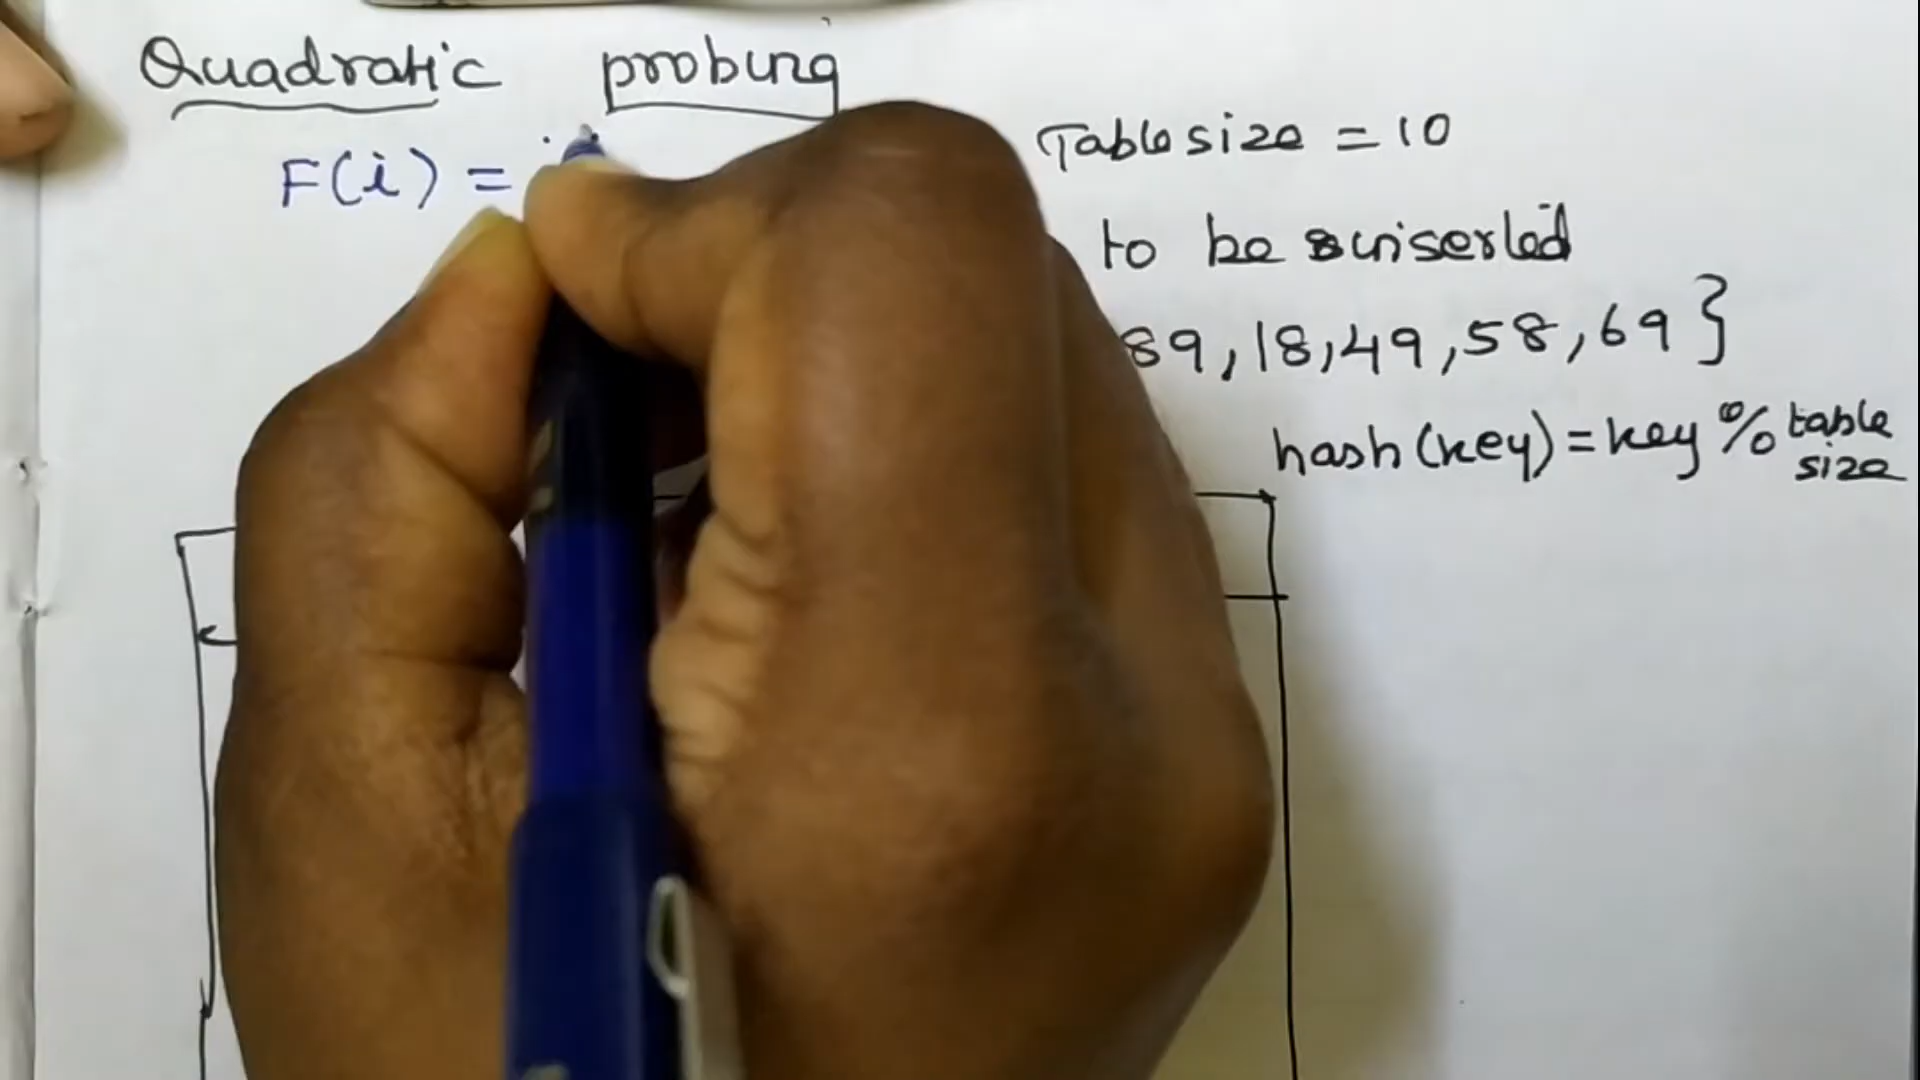 Quadratic probing
F(i) =
Table size = 10
to be inserted
89, 18, 49, 58, 69 }
hash (key) = key % table size